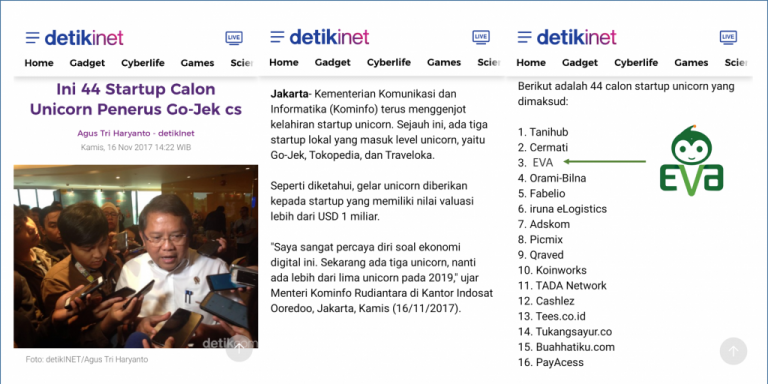 detikinet
LIVE
Home Gadget Cyberlife Games
Ini 44 Startup Calon
Unicorn Penerus Go-Jek cs
Agus Tri Haryanto - detikInet
Kamis, 16 Nov 2017 14:22 WIB
Foto: detikINET/Agus Tri Haryanto
detikinet
LIVE
Home Gadget Cyberlife Games
Jakarta- Kementerian Komunikasi dan
Informatika (Kominfo) terus menggenjot
kelahiran startup unicorn. Sejauh ini, ada tiga
startup lokal yang masuk level unicorn, yaitu
Go-Jek, Tokopedia, dan Traveloka.
Seperti diketahui, gelar unicorn diberikan
kepada startup yang memiliki nilai valuasi
lebih dari USD 1 miliar.
"Saya sangat percaya diri soal ekonomi
digital ini. Sekarang ada tiga unicorn, nanti
ada lebih dari lima unicorn pada 2019," ujar
Menteri Kominfo Rudiantara di Kantor Indosat
Ooredoo, Jakarta, Kamis (16/11/2017).
detikinet
LIVE
Home Gadget Cyberlife Games
Berikut adalah 44 calon startup unicorn yang
dimaksud:
1. Tanihub
2. Cermati
3. EVA
4. Orami-Bilna
5. Fabelio
6. iruna eLogistics
7. Adskom
8. Picmix
9. Qraved
10. Koinworks
11. TADA Network
12. Cashlez
13. Tees.co.id
14. Tukangsayur.co
15. Buahhatiku.com
16. PayAcess
eva